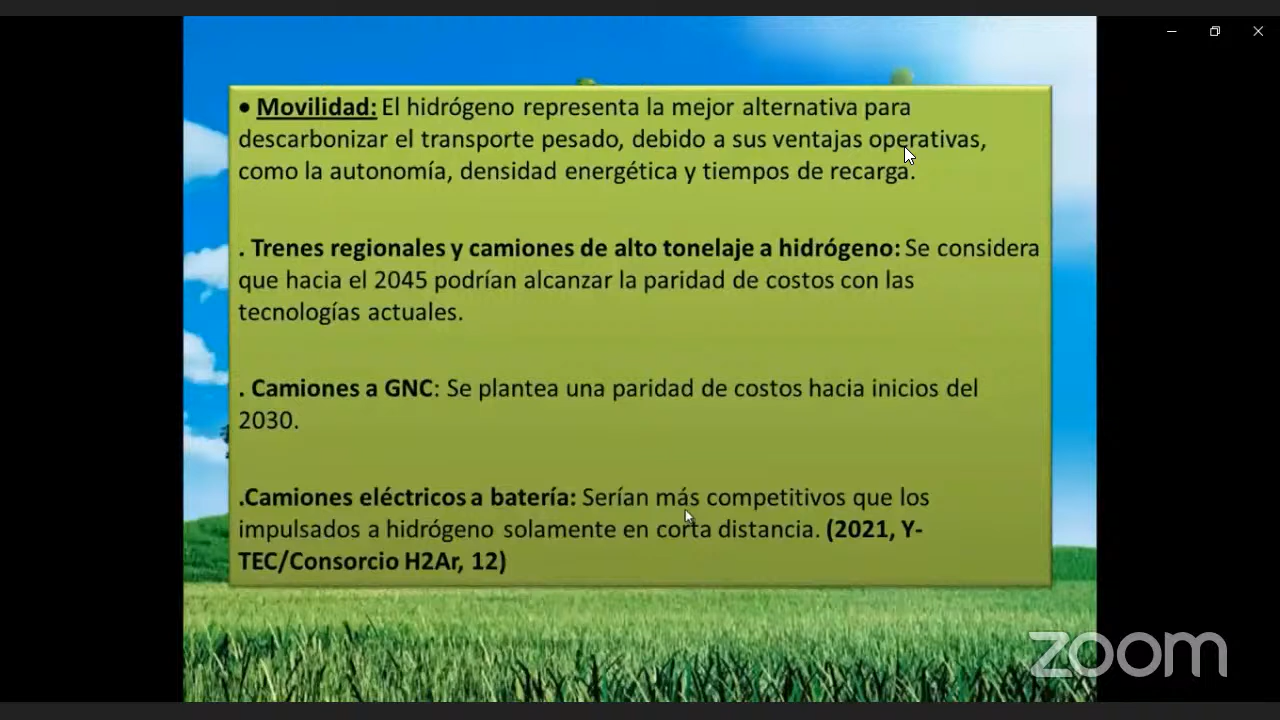 • Movilidad: El hidrógeno representa la mejor alternativa para
descarbonizar el transporte pesado, debido a sus ventajas operativas,
como la autonomía, densidad energética y tiempos de recarga.
. Trenes regionales y camiones de alto tonelaje a hidrógeno: Se considera
que hacia el 2045 podrían alcanzar la paridad de costos con las
tecnologías actuales.
. Camiones a GNC: Se plantea una paridad de costos hacia inicios del
2030.
.Camiones eléctricos a batería: Serían más competitivos que los
impulsados a hidrógeno solamente en corta distancia. (2021, Y-
TEC/Consorcio H2Ar, 12)
zoom